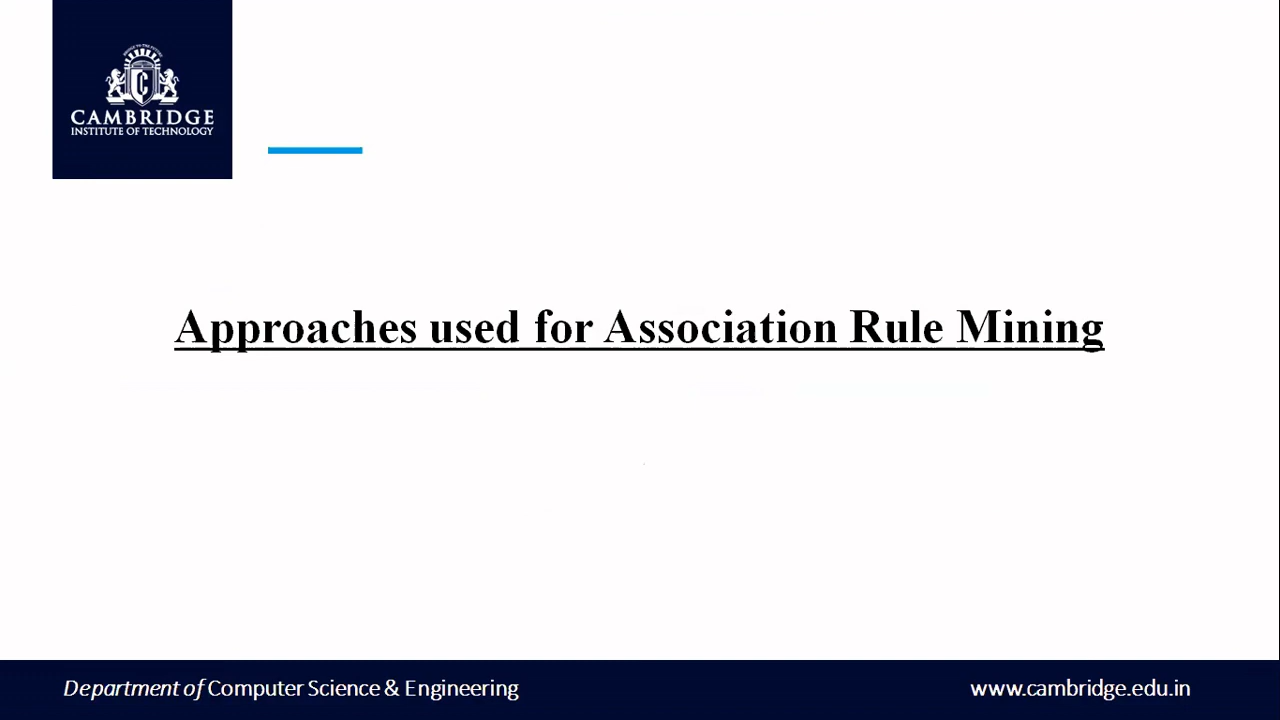 CAMBRIDGE
INSTITUTE OF TECHNOLOGY
Approaches used for Association Rule Mining
Department of Computer Science & Engineering
www.cambridge.edu.in